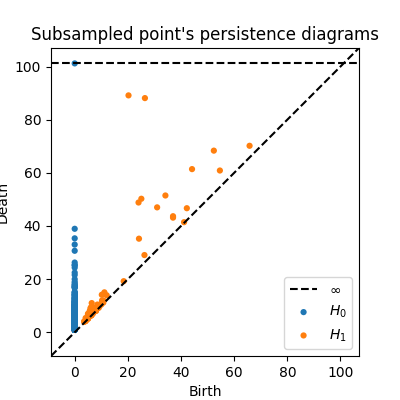 Subsampled point's persistence diagrams
100
80
60
40
20
0
Death
0 20 40 60 80 100
Birth
∞
H₀
H₁